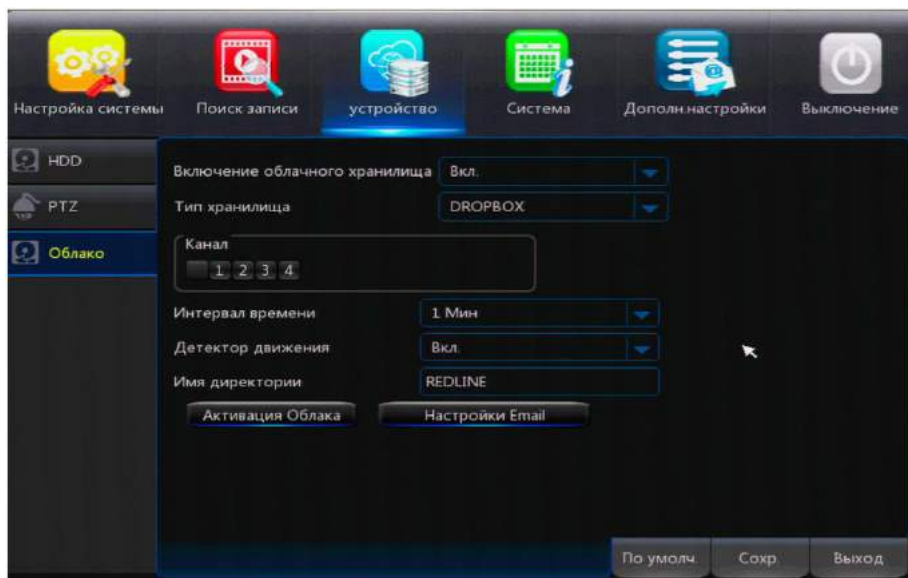 Настройка системы Поиск записи устройство Система Дополн.настройки Выключение
HDD
PTZ
Облако
Включение облачного хранилища Вкл.
Тип хранилища DROPBOX
Канал
1 2 3 4
Интервал времени 1 Мин
Детектор движения Вкл.
Имя директории REDLINE
Активация Облака Настройки Email
По умолч. Сохр. Выход